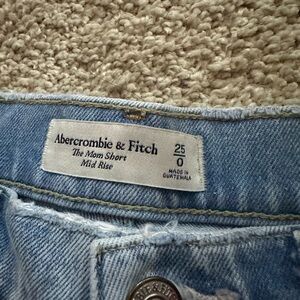 Abercrombie & Fitch
The Mom Short
Mid Rise
25
0
MADE IN
GUATEMALA